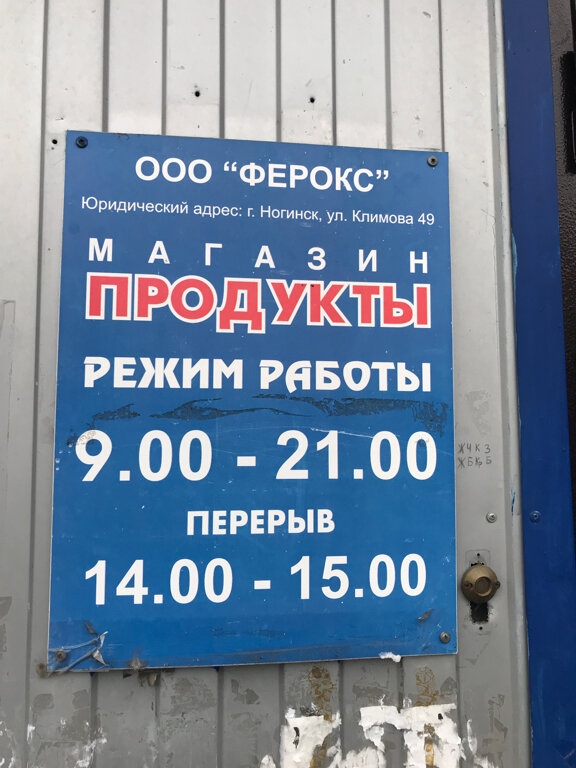 ООО "ФЕРОКС"
Юридический адрес: г. Ногинск, ул. Климова 49
МАГАЗИН
ПРОДУКТЫ
РЕЖИМ РАБОТЫ
9.00 - 21.00
ПЕРЕРЫВ
14.00 - 15.00